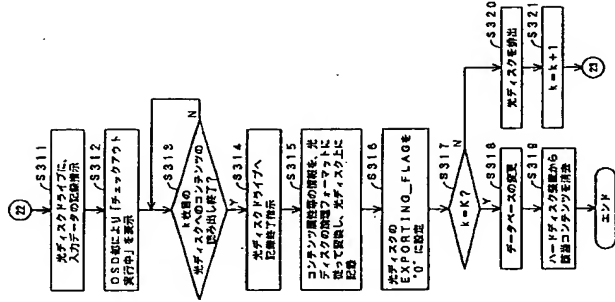 22
S311
光ディスクドライブに、
入力データの記録指示
S312
OSD部により「チェックアウト
実行中」を表示
S313
k枚目の
光ディスクへのコンテンツの
読み出し終了?
N
Y
S314
光ディスクドライブへ
記録終了指示
S315
コンテンツ属性等の情報を、光
ディスクの論理フォーマットに
従って変換し、光ディスク上に
記録
S316
光ディスクの
EXPORTING_FLAGを
"0"に設定
S317
k=K?
N
Y
S318
データベースの変更
S319
ハードディスク装置から
該当コンテンツを消去
エンド
S320
光ディスクを排出
S321
k=k+1
23